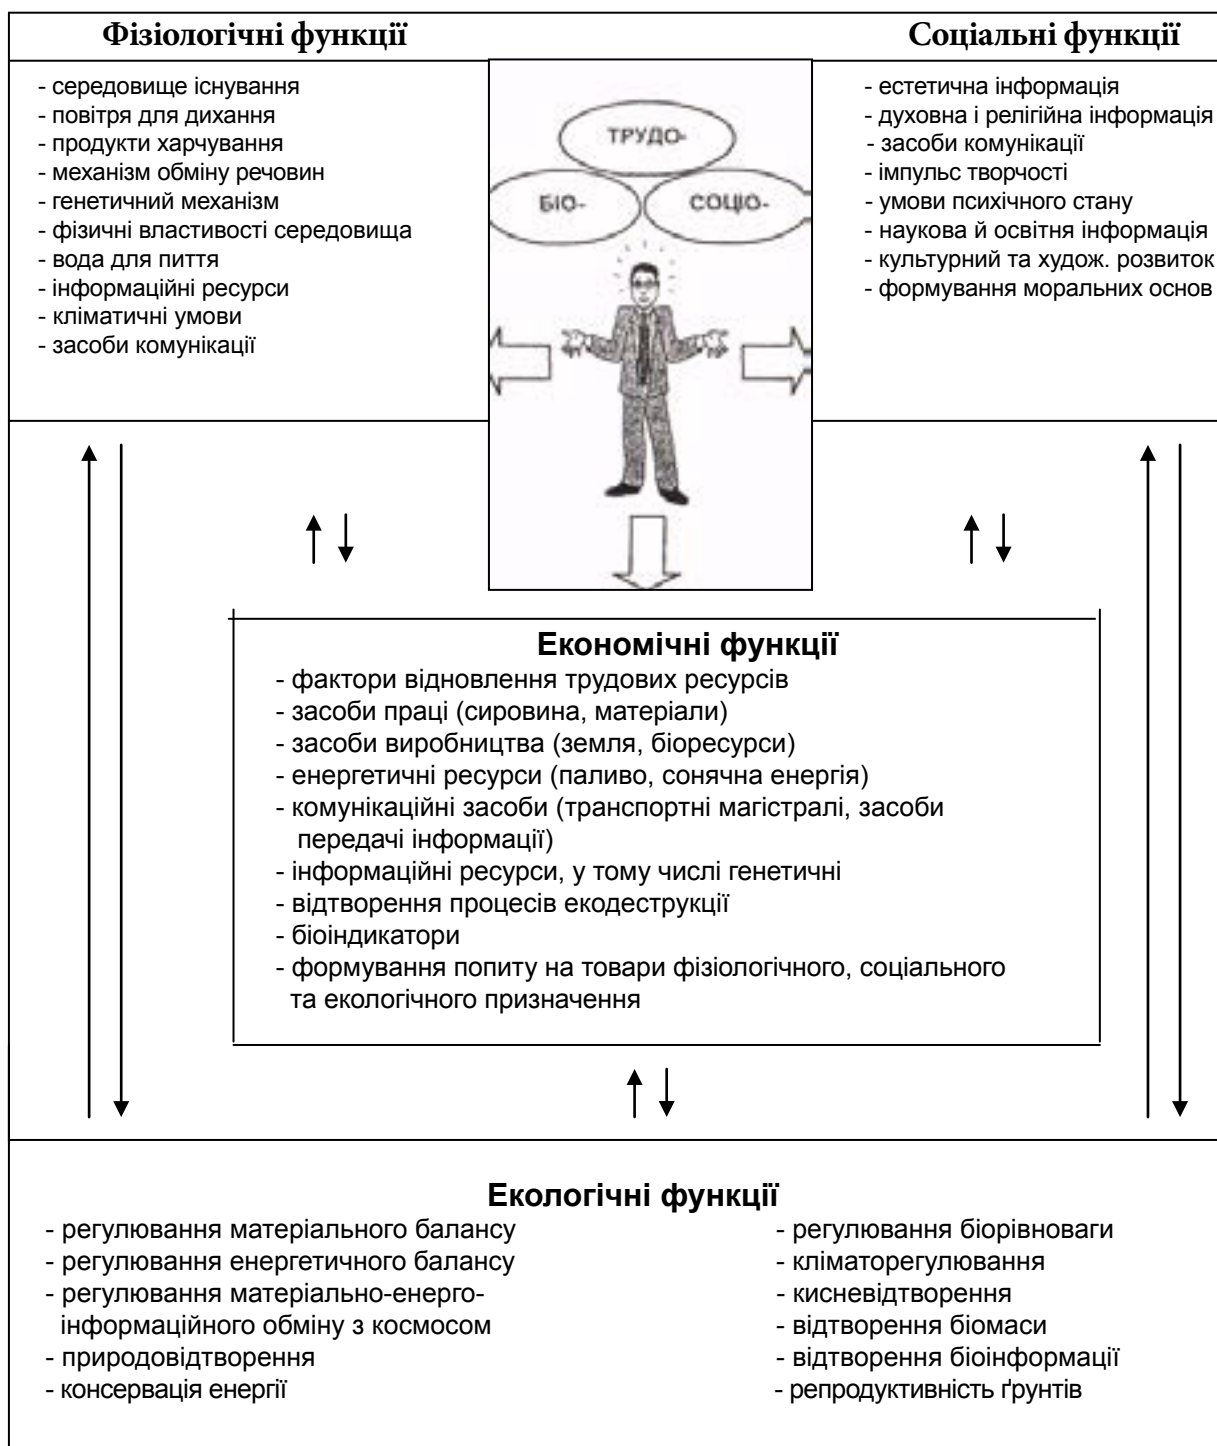 Фізіологічні функції
- середовище існування
- повітря для дихання
- продукти харчування
- механізм обміну речовин
- генетичний механізм
- фізичні властивості середовища
- вода для пиття
- інформаційні ресурси
- кліматичні умови
- засоби комунікації
ТРУДО-
БІО-
СОЦІО-
Соціальні функції
- естетична інформація
- духовна і релігійна інформація
- засоби комунікації
- імпульс творчості
- умови психічного стану
- наукова й освітня інформація
- культурний та худож. розвиток
- формування моральних основ
Економічні функції
- фактори відновлення трудових ресурсів
- засоби праці (сировина, матеріали)
- засоби виробництва (земля, біоресурси)
- енергетичні ресурси (паливо, сонячна енергія)
- комунікаційні засоби (транспортні магістралі, засоби
передачі інформації)
- інформаційні ресурси, у тому числі генетичні
- відтворення процесів екодеструкції
- біоіндикатори
- формування попиту на товари фізіологічного, соціального
та екологічного призначення
Екологічні функції
- регулювання матеріального балансу
- регулювання енергетичного балансу
- регулювання матеріально-енерго-
інформаційного обміну з космосом
- природовідтворення
- консервація енергії
- регулювання біорівноваги
- кліматорегулювання
- кисневідтворення
- відтворення біомаси
- відтворення біоінформації
- репродуктивність ґрунтів